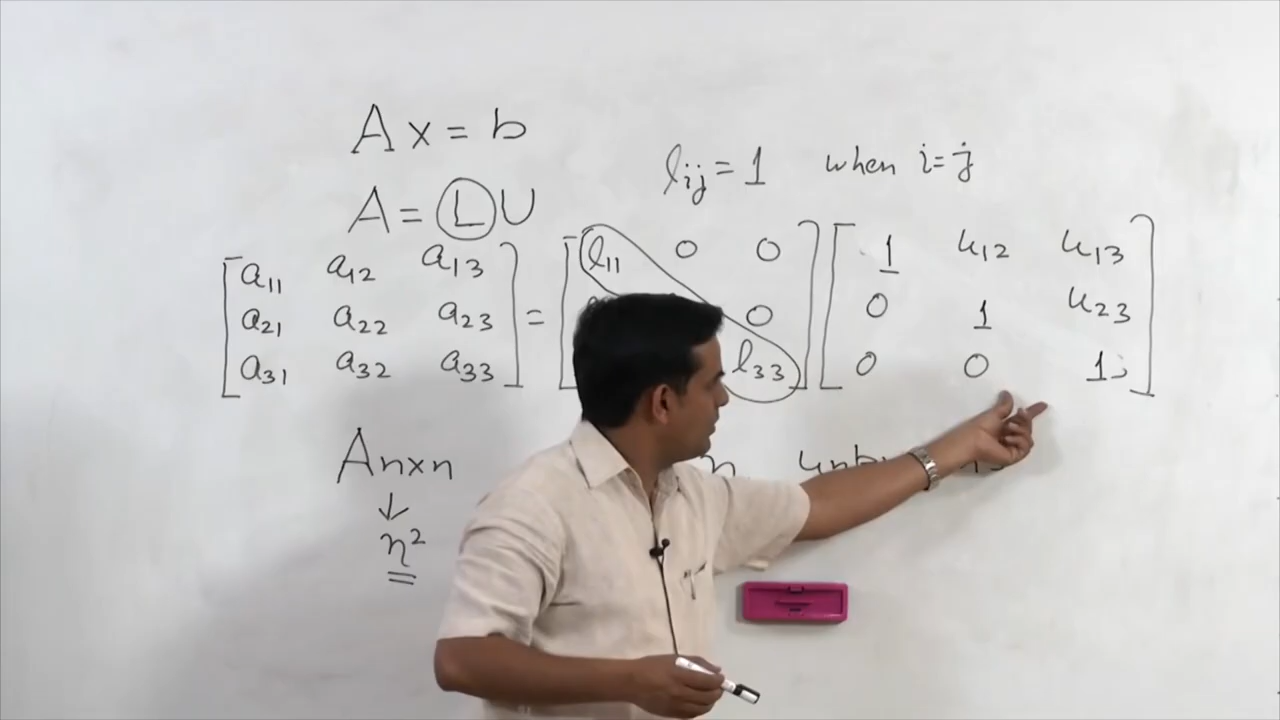 Ax = b
l_ij = 1 when i=j
A = LU
[a11 a12 a13] = [l11 0 0] [1 u12 u13]
[a21 a22 a23] 0] [0 1 u23]
[a31 a32 a33] l33] [0 0 1]
Anxn n
↓
n²